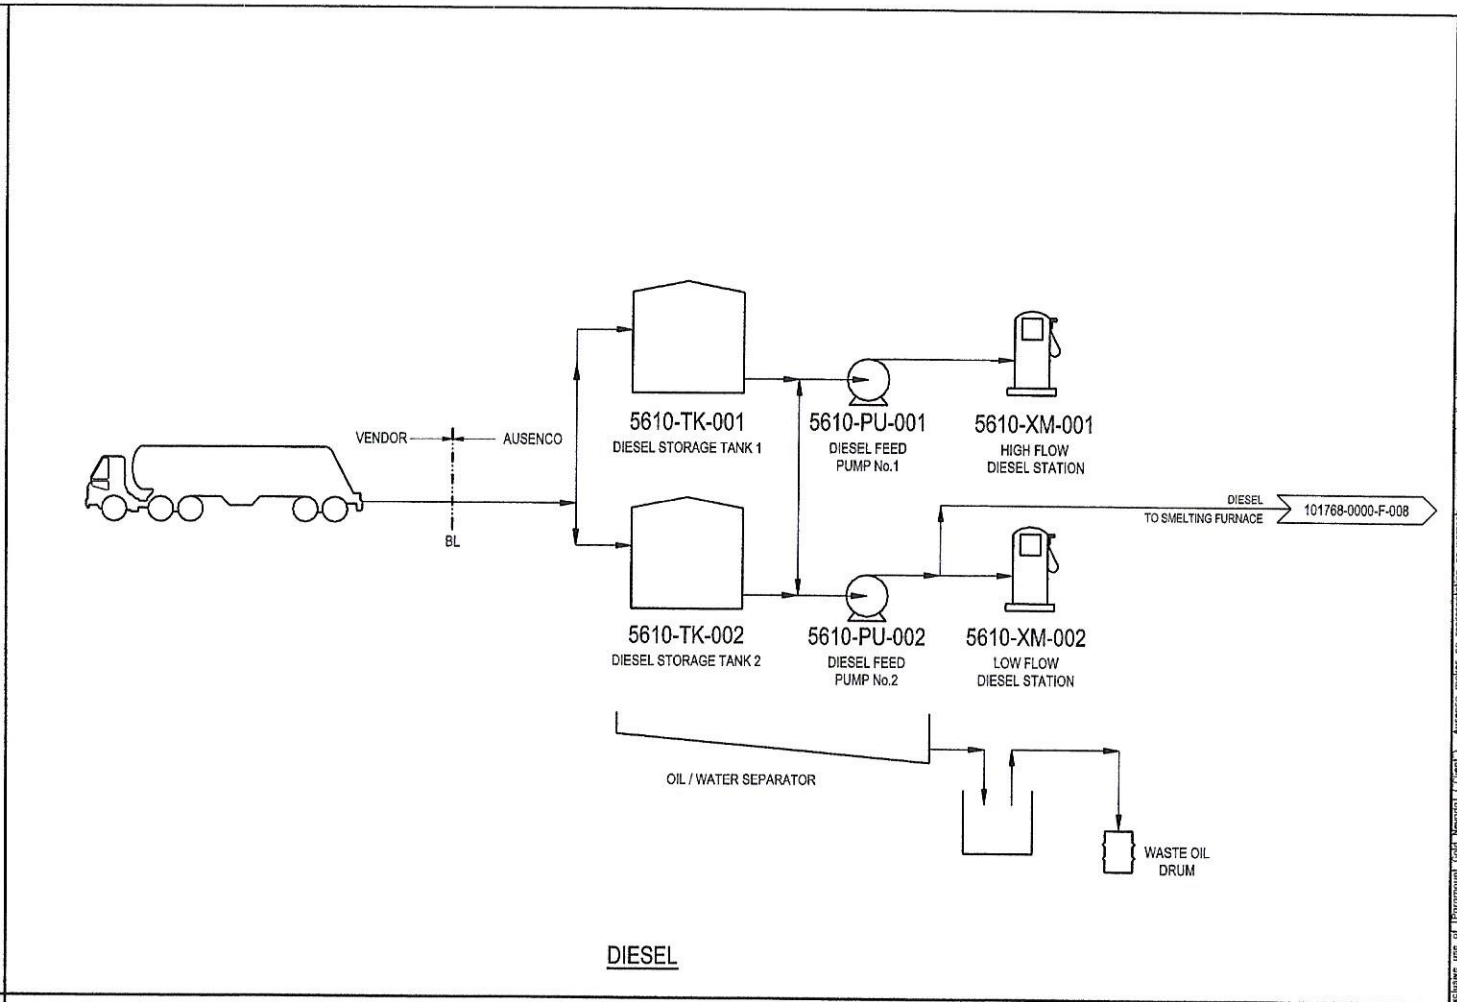 VENDOR
AUSENCO
BL
5610-TK-001
DIESEL STORAGE TANK 1
5610-PU-001
DIESEL FEED
PUMP No.1
5610-XM-001
HIGH FLOW
DIESEL STATION
DIESEL
TO SMELTING FURNACE
101768-0000-F-008
5610-TK-002
DIESEL STORAGE TANK 2
5610-PU-002
DIESEL FEED
PUMP No.2
5610-XM-002
LOW FLOW
DIESEL STATION
OIL / WATER SEPARATOR
WASTE OIL
DRUM
DIESEL